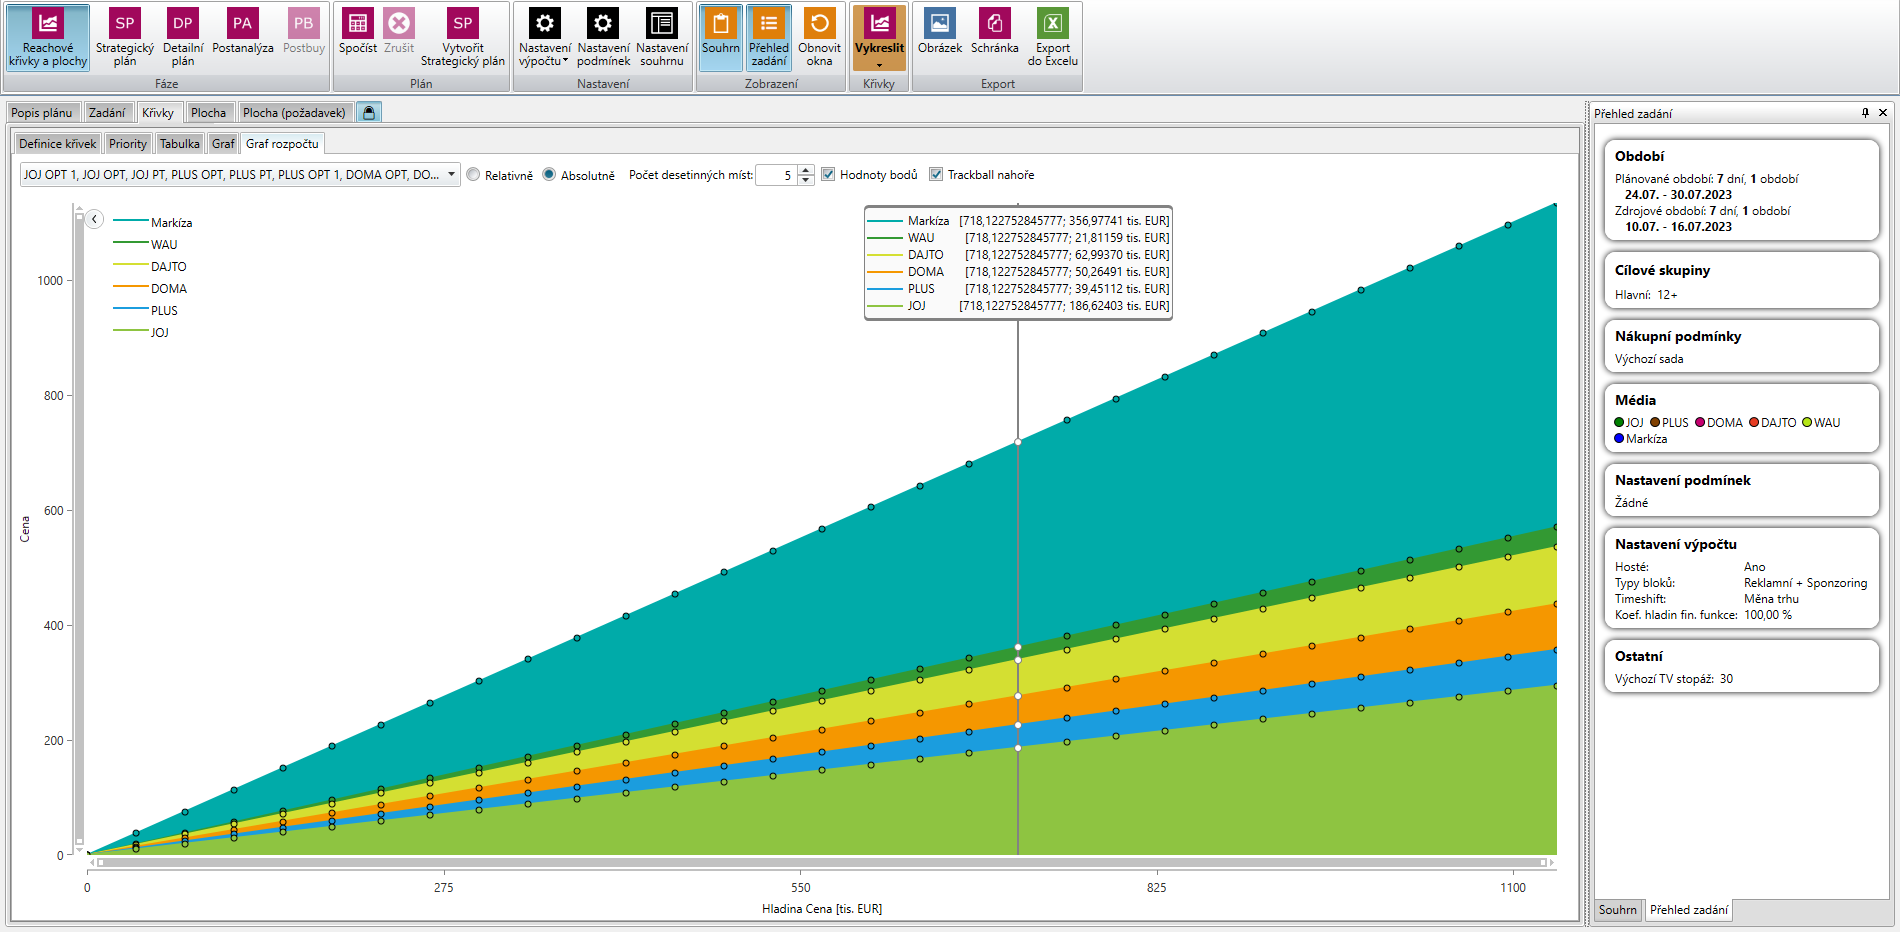 SP DP PA PB SP
Reachové křivky a plochy
Strategický plán
Detailní plán
Postanalýza
Postbuy
Spočíst
Zrušit
Vytvořit Strategický plán
Nastavení výpočtu
Nastavení podmínek
Nastavení souhrnu
Souhrn
Přehled zadání
Obnovit okna
Vykreslit
Obrázek
Schránka
Export do Excelu
Fáze Plán Nastavení Zobrazení Křivky Export
Popis plánu Zadání Křivky Plocha Plocha (požadavek)
Definice křivek Priority Tabulka Graf Graf rozpočtu
JOJ OPT 1, JOJ OPT, JOJ PT, PLUS OPT, PLUS PT, PLUS OPT 1, DOMA OPT, DO... Relativně Absolutně Počet desetinných míst: 5 Hodnoty bodů Trackball nahoře
Markíza
WAU
DAJTO
DOMA
PLUS
JOJ
Markíza [718,122752845777; 356,97741 tis. EUR]
WAU [718,122752845777; 21,81159 tis. EUR]
DAJTO [718,122752845777; 62,99370 tis. EUR]
DOMA [718,122752845777; 50,26491 tis. EUR]
PLUS [718,122752845777; 39,45112 tis. EUR]
JOJ [718,122752845777; 186,62403 tis. EUR]
1000
800
600
400
200
0
Cena
0 275 550 825 1100
Hladina Cena [tis. EUR]
Přehled zadání
Období
Plánované období: 7 dní, 1 období
24.07. - 30.07.2023
Zdrojové období: 7 dní, 1 období
10.07. - 16.07.2023
Cílové skupiny
Hlavní: 12+
Nákupní podmínky
Výchozí sada
Média
JOJ PLUS DOMA DAJTO WAU
Markíza
Nastavení podmínek
Žádné
Nastavení výpočtu
Hosté: Ano
Typy bloků: Reklamní + Sponzoring
Timeshift: Měna trhu
Koef. hladin fin. funkce: 100,00 %
Ostatní
Výchozí TV stopáž: 30
Souhrn Přehled zadání